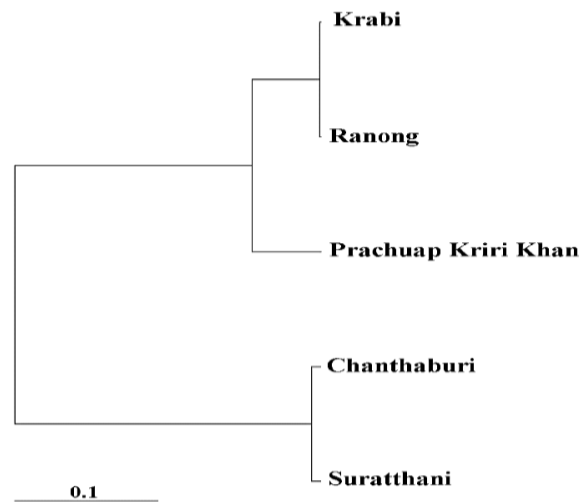 Krabi
Ranong
Prachuap Kriri Khan
Chanthaburi
Suratthani
0.1